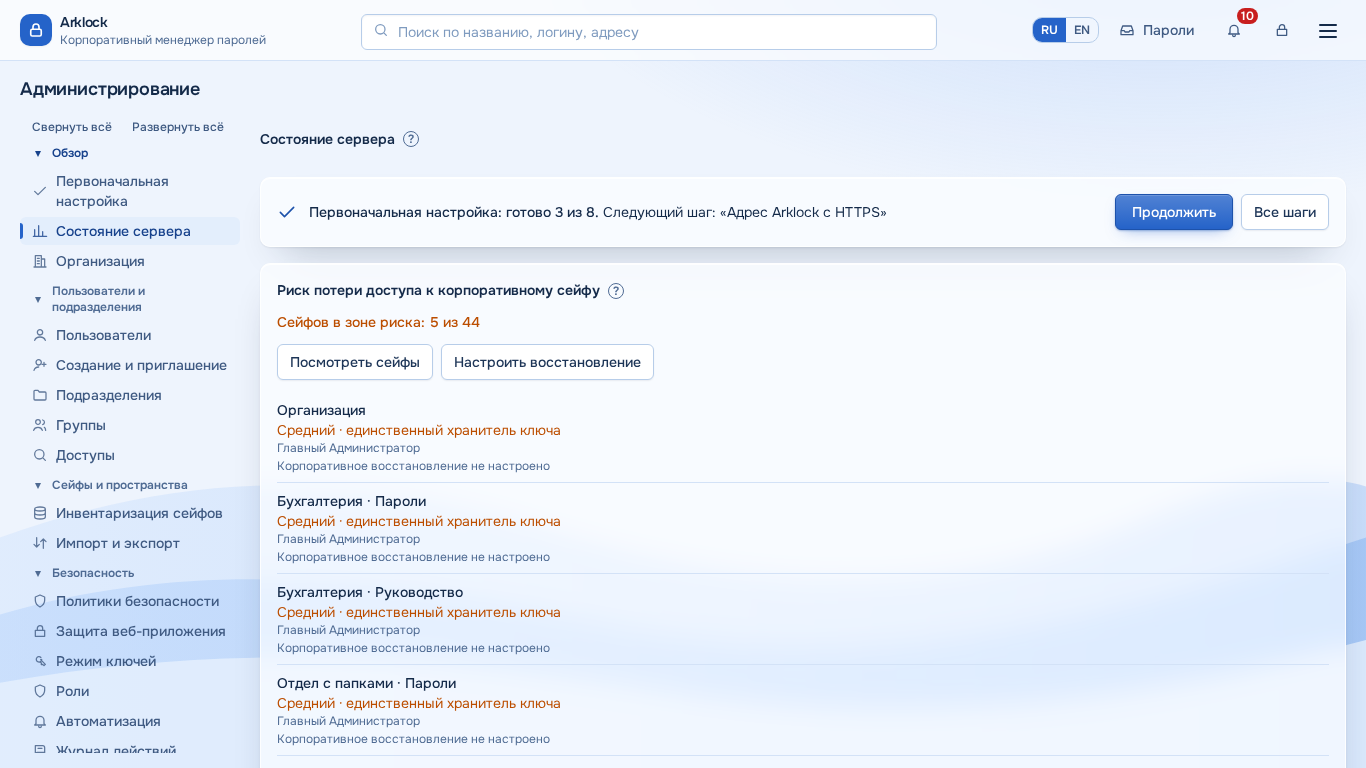 Arklock
Корпоративный менеджер паролей
Поиск по названию, логину, адресу
RU EN
Пароли
10
Администрирование
Свернуть всё Развернуть всё
Обзор
Первоначальная
настройка
Состояние сервера
Организация
Пользователи и
подразделения
Пользователи
Создание и приглашение
Подразделения
Группы
Доступы
Сейфы и пространства
Инвентаризация сейфов
Импорт и экспорт
Безопасность
Политики безопасности
Защита веб-приложения
Режим ключей
Роли
Автоматизация
Журнал действий
Состояние сервера ?
Первоначальная настройка: готово 3 из 8. Следующий шаг: «Адрес Arklock с HTTPS»
Продолжить
Все шаги
Риск потери доступа к корпоративному сейфу ?
Сейфов в зоне риска: 5 из 44
Посмотреть сейфы
Настроить восстановление
Организация
Средний · единственный хранитель ключа
Главный Администратор
Корпоративное восстановление не настроено
Бухгалтерия · Пароли
Средний · единственный хранитель ключа
Главный Администратор
Корпоративное восстановление не настроено
Бухгалтерия · Руководство
Средний · единственный хранитель ключа
Главный Администратор
Корпоративное восстановление не настроено
Отдел с папками · Пароли
Средний · единственный хранитель ключа
Главный Администратор
Корпоративное восстановление не настроено